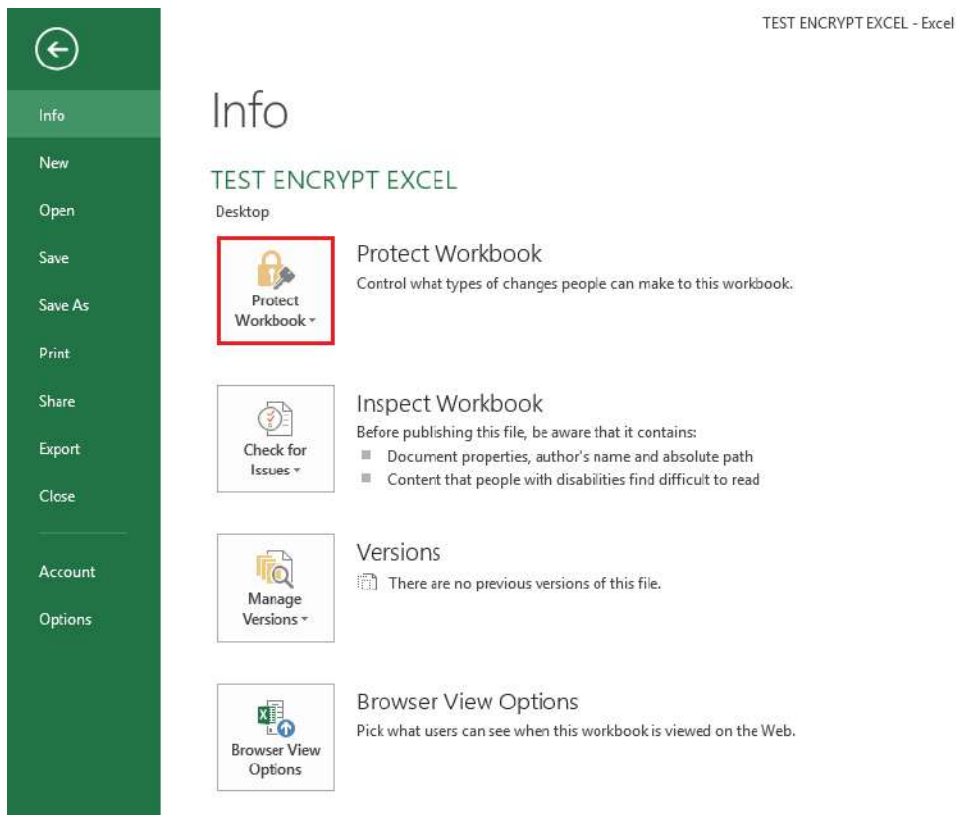 TEST ENCRYPT EXCEL - Excel
Info
New
Open
Save
Save As
Print
Share
Export
Close
Account
Options
Info
TEST ENCRYPT EXCEL
Desktop
Protect
Workbook
Protect Workbook
Control what types of changes people can make to this workbook.
Check for
Issues
Inspect Workbook
Before publishing this file, be aware that it contains:
Document properties, author's name and absolute path
Content that people with disabilities find difficult to read
Manage
Versions
Versions
There are no previous versions of this file.
Browser View
Options
Browser View Options
Pick what users can see when this workbook is viewed on the Web.